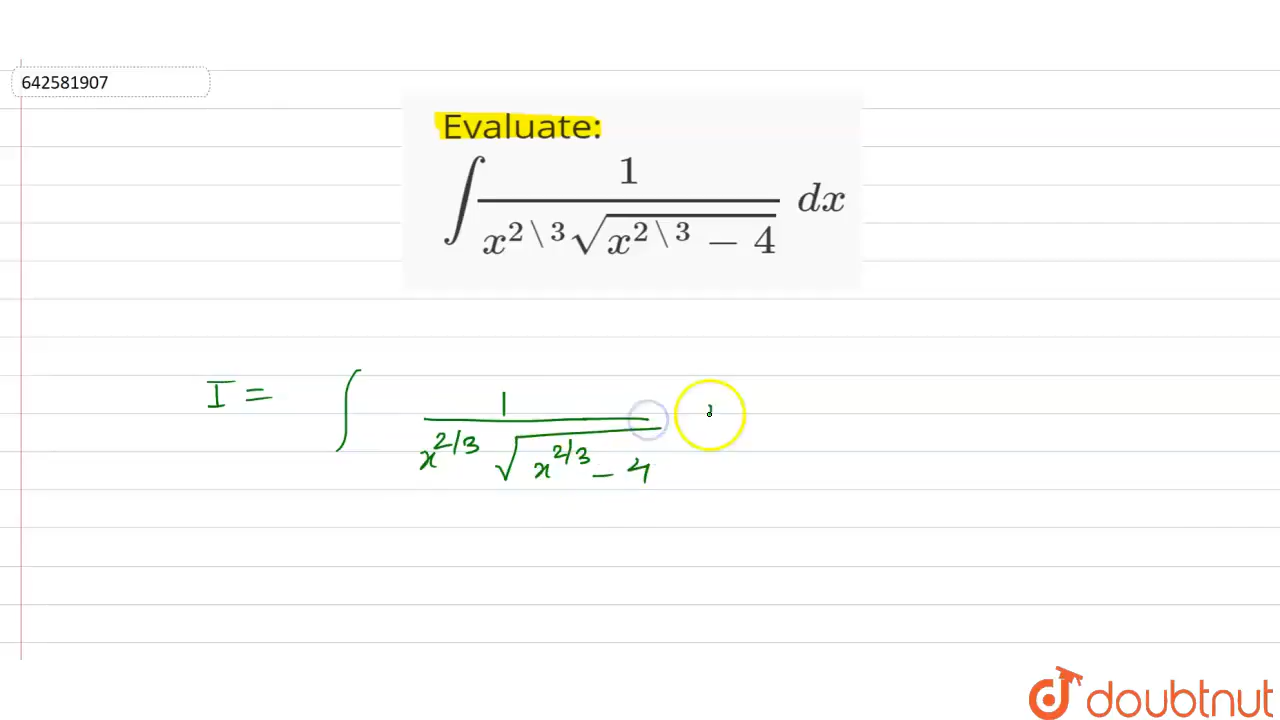 642581907
Evaluate:
∫ 1 / (x^{2\3} √(x^{2\3} − 4)) dx
I = ∫ 1 / (x^{2/3} √(x^{2/3} − 4))
doubtnut